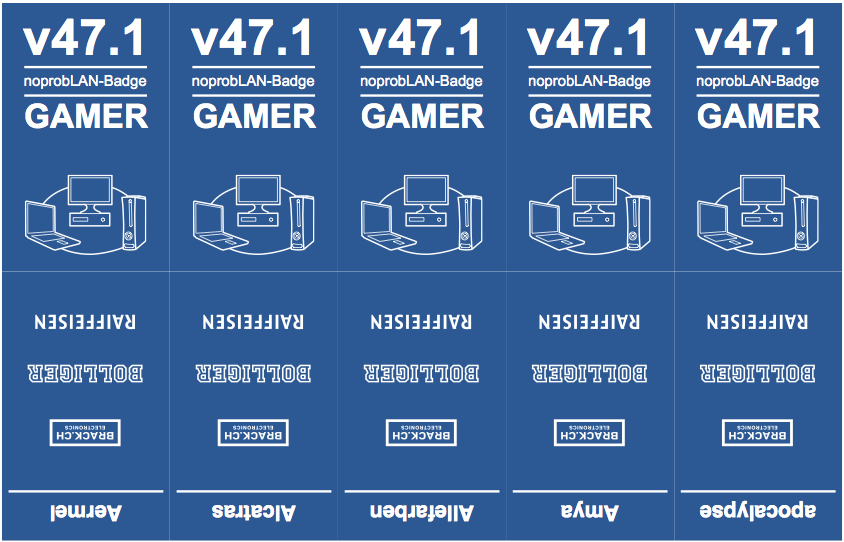 v47.1
noprobLAN-Badge
GAMER
v47.1
noprobLAN-Badge
GAMER
v47.1
noprobLAN-Badge
GAMER
v47.1
noprobLAN-Badge
GAMER
v47.1
noprobLAN-Badge
GAMER
Aermel
BRACK.CH
ELECTRONICS
BOLLIGER
RAIFFEISEN
Alcatras
BRACK.CH
ELECTRONICS
BOLLIGER
RAIFFEISEN
Allefarben
BRACK.CH
ELECTRONICS
BOLLIGER
RAIFFEISEN
Amya
BRACK.CH
ELECTRONICS
BOLLIGER
RAIFFEISEN
apocalypse
BRACK.CH
ELECTRONICS
BOLLIGER
RAIFFEISEN